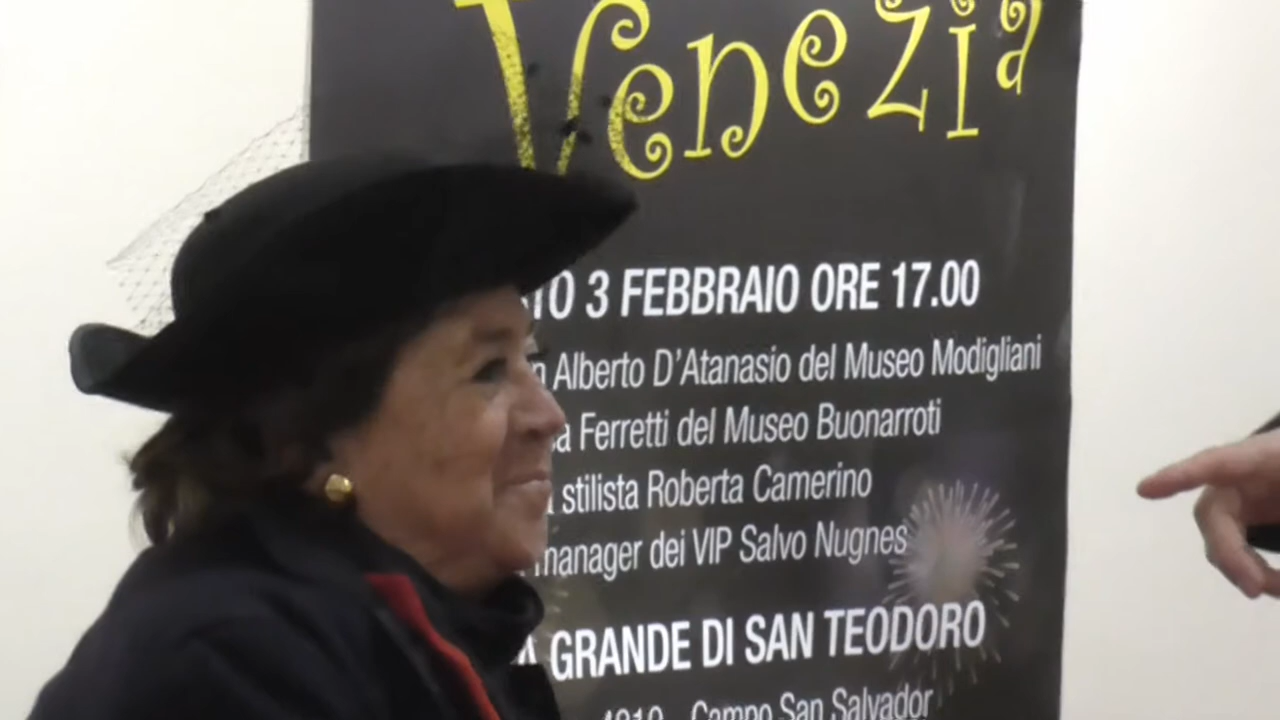 Venezia
TO 3 FEBBRAIO ORE 17.00
Alberto D'Atanasio del Museo Modigliani
Ferretti del Museo Buonarroti
stilista Roberta Camerino
manager dei VIP Salvo Nugnes
GRANDE DI SAN TEODORO
Campo San Salvador